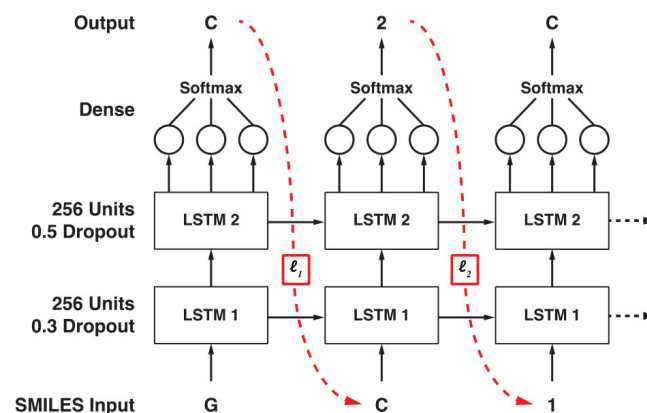 Output C 2 C
Softmax Softmax Softmax
Dense
256 Units
0.5 Dropout
LSTM 2 LSTM 2 LSTM 2
ℓ₁ ℓ₂
256 Units
0.3 Dropout
LSTM 1 LSTM 1 LSTM 1
SMILES Input G C 1